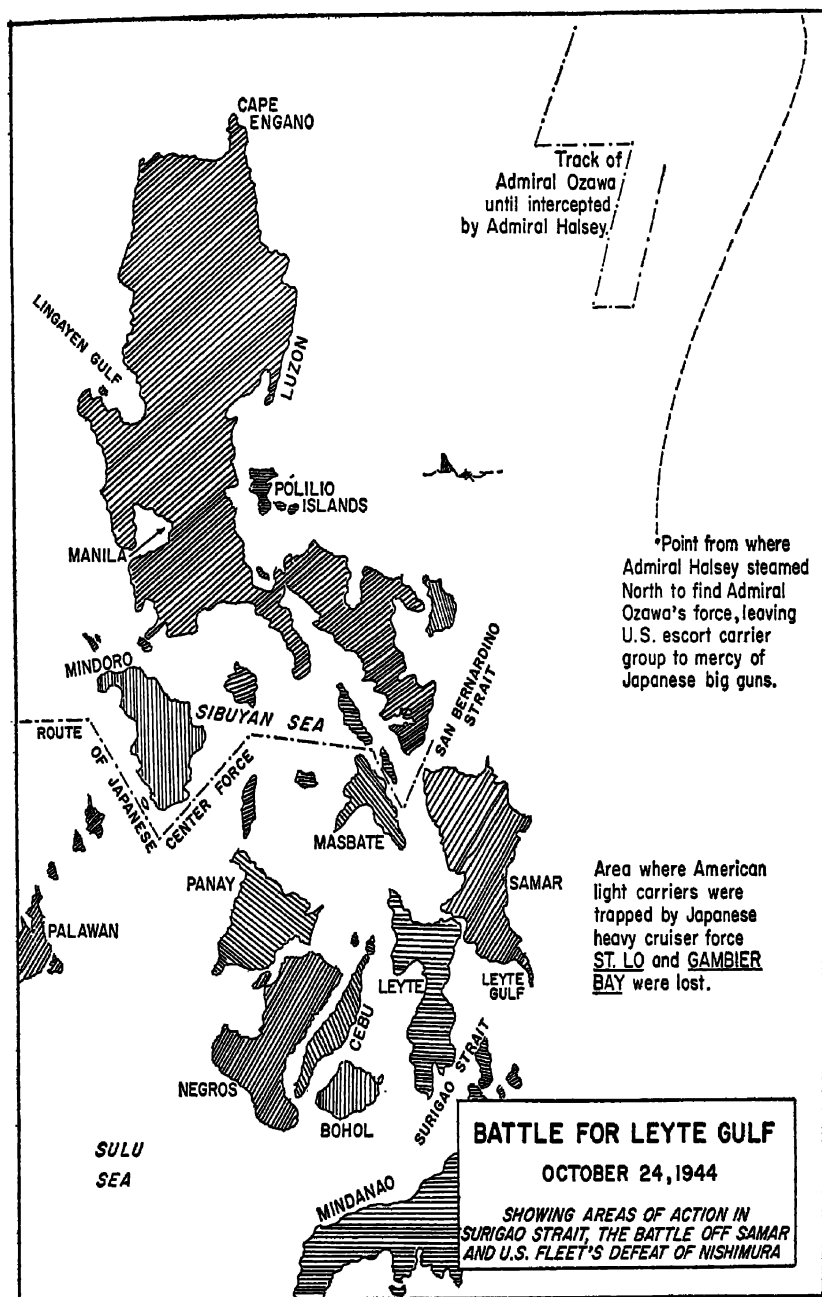 CAPE
ENGANO
Track of
Admiral Ozawa
until intercepted
by Admiral Halsey.
LINGAYEN GULF
LUZON
POLILIO
ISLANDS
MANILA
Point from where
Admiral Halsey steamed
North to find Admiral
Ozawa's force, leaving
U.S. escort carrier
group to mercy of
Japanese big guns.
MINDORO
SIBUYAN SEA
SAN BERNARDINO
STRAIT
ROUTE
OF JAPANESE
CENTER FORCE
MASBATE
PANAY
SAMAR
Area where American
light carriers were
trapped by Japanese
heavy cruiser force
ST. LO and GAMBIER
BAY were lost.
PALAWAN
LEYTE
LEYTE
GULF
CEBU
NEGROS
BOHOL
SURIGAO STRAIT
SULU
SEA
MINDANAO
BATTLE FOR LEYTE GULF
OCTOBER 24, 1944
SHOWING AREAS OF ACTION IN
SURIGAO STRAIT, THE BATTLE OFF SAMAR
AND U.S. FLEET'S DEFEAT OF NISHIMURA